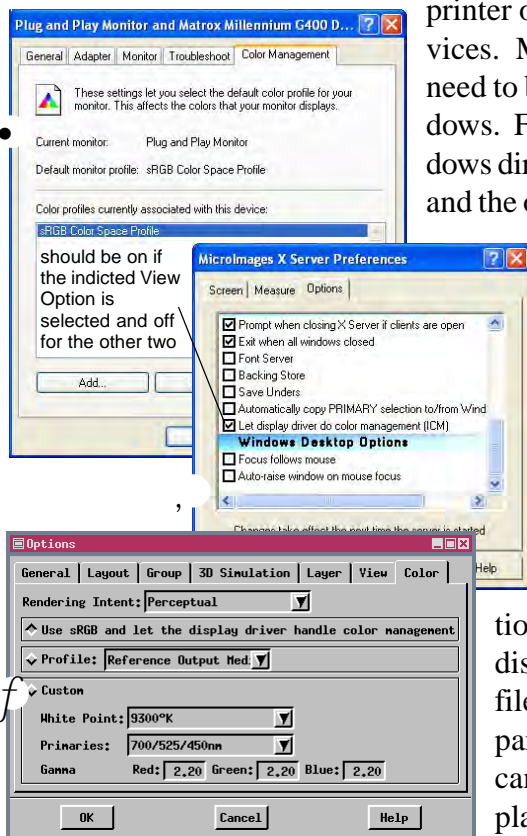 Plug and Play Monitor and Matrox Millennium G400 D...
General Adapter Monitor Troubleshoot Color Management
These settings let you select the default color profile for your
monitor. This affects the colors that your monitor displays.
Current monitor: Plug and Play Monitor
Default monitor profile: sRGB Color Space Profile
Color profiles currently associated with this device:
sRGB Color Space Profile
should be on if
the indicted View
Option is
selected and off
for the other two
Add...
printer o
vices. M
need to b
dows. F
dows dir
and the o
MicroImages X Server Preferences
Screen Measure Options
Prompt when closing X Server if clients are open
Exit when all windows closed
Font Server
Backing Store
Save Unders
Automatically copy PRIMARY selection to/from Wind
Let display driver do color management (ICM)
Windows Desktop Options
Focus follows mouse
Auto-raise window on mouse focus
Changes take effect the next time the server is started
Help
,
Options
General Layout Group 3D Simulation Layer View Color
Rendering Intent: Perceptual
Use sRGB and let the display driver handle color management
Profile: Reference Output Med
ƒ
Custom
White Point: 9300°K
Primaries: 700/525/450nm
Gamma Red: 2.20 Green: 2.20 Blue: 2.20
OK Cancel Help
tio
dis
file
pa
ca
pla